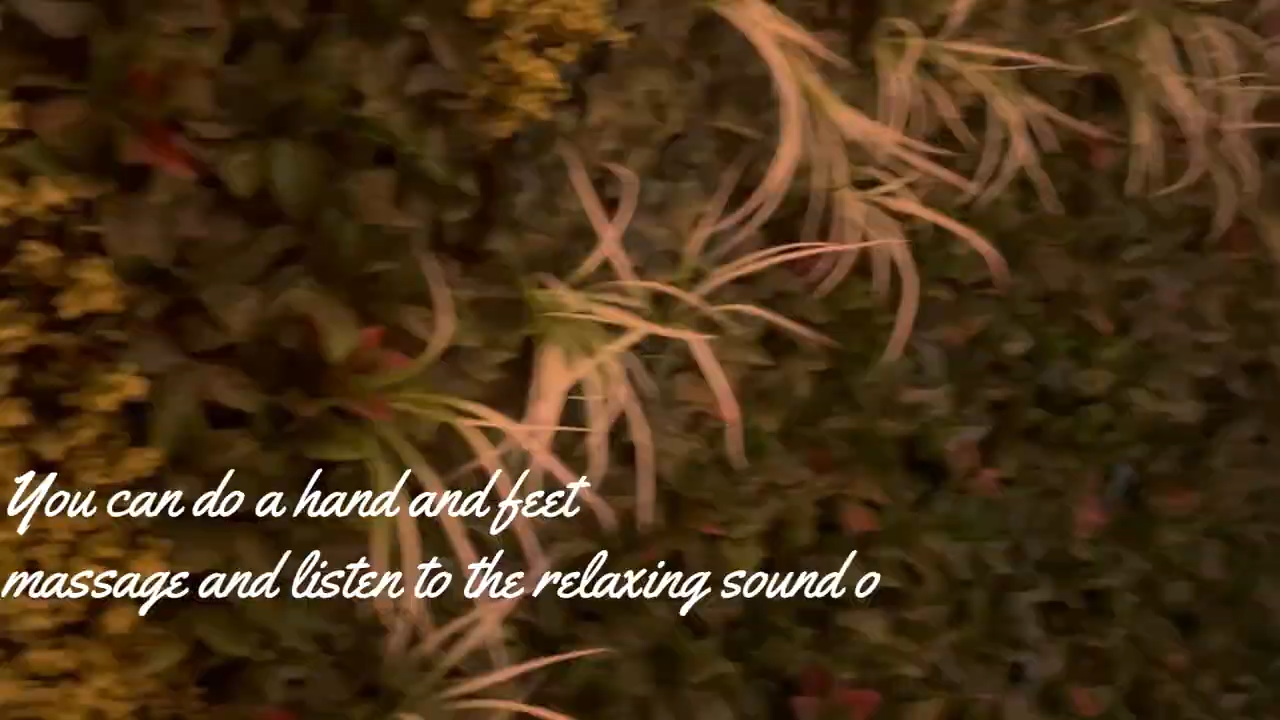 You can do a hand and feet
massage and listen to the relaxing sound o